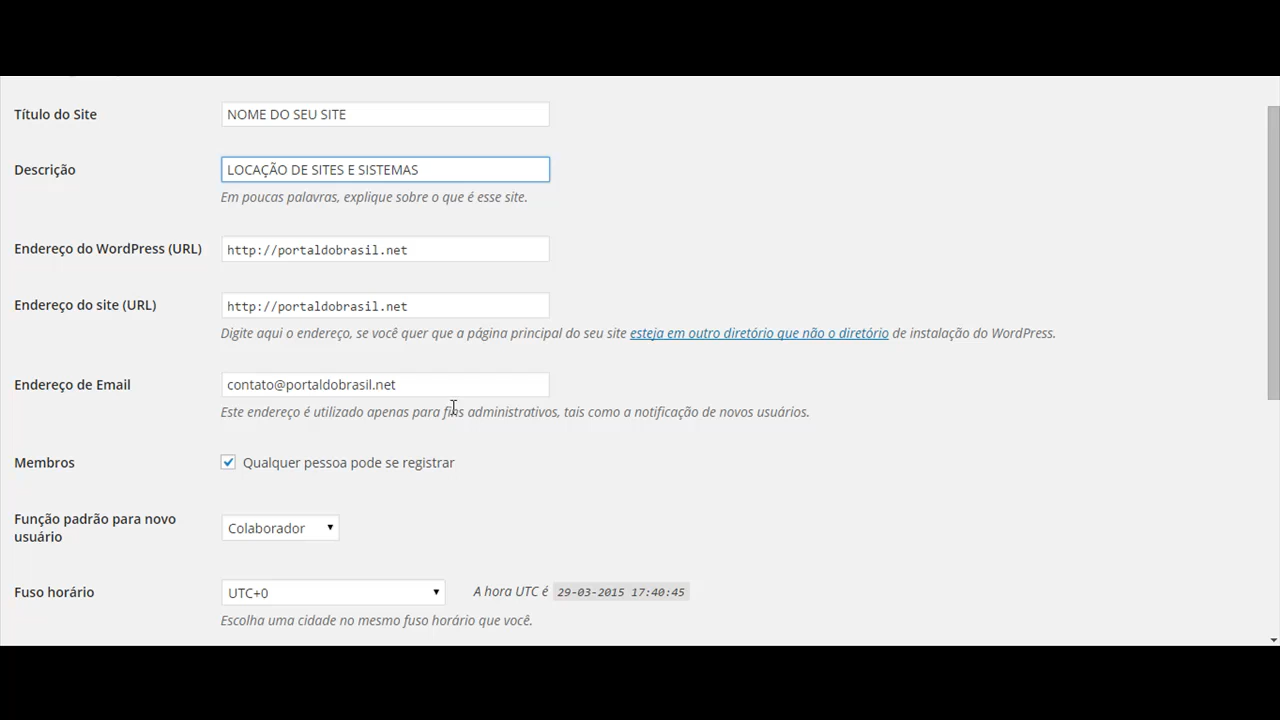 Título do Site NOME DO SEU SITE
Descrição LOCAÇÃO DE SITES E SISTEMAS
Em poucas palavras, explique sobre o que é esse site.
Endereço do WordPress (URL) http://portaldobrasil.net
Endereço do site (URL) http://portaldobrasil.net
Digite aqui o endereço, se você quer que a página principal do seu site esteja em outro diretório que não o diretório de instalação do WordPress.
Endereço de Email contato@portaldobrasil.net
Este endereço é utilizado apenas para fins administrativos, tais como a notificação de novos usuários.
Membros Qualquer pessoa pode se registrar
Função padrão para novo
usuário
Colaborador
Fuso horário UTC+0 A hora UTC é 29-03-2015 17:40:45
Escolha uma cidade no mesmo fuso horário que você.